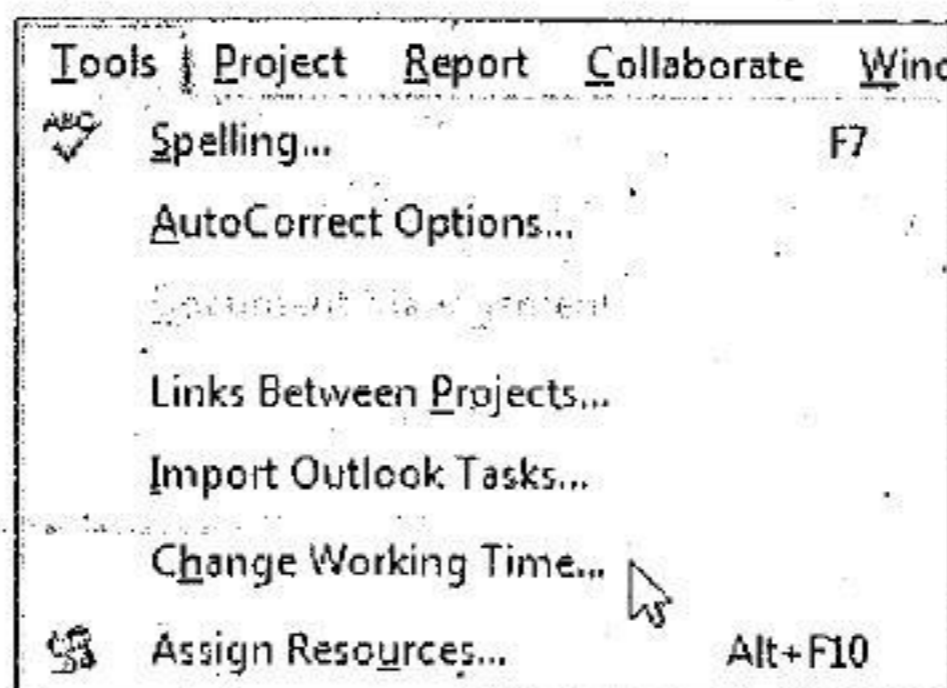 Tools Project Report Collaborate
ABC Spelling... F7
AutoCorrect Options...
Links Between Projects...
Import Outlook Tasks...
Change Working Time...
Assign Resources... Alt+F10